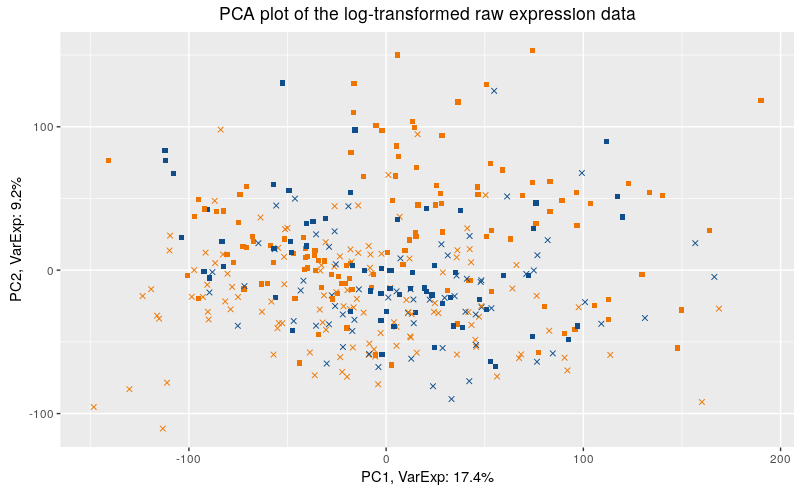 PCA plot of the log-transformed raw expression data
PC2, VarExp: 9.2%
100
0
-100
-100
0
100
200
PC1, VarExp: 17.4%